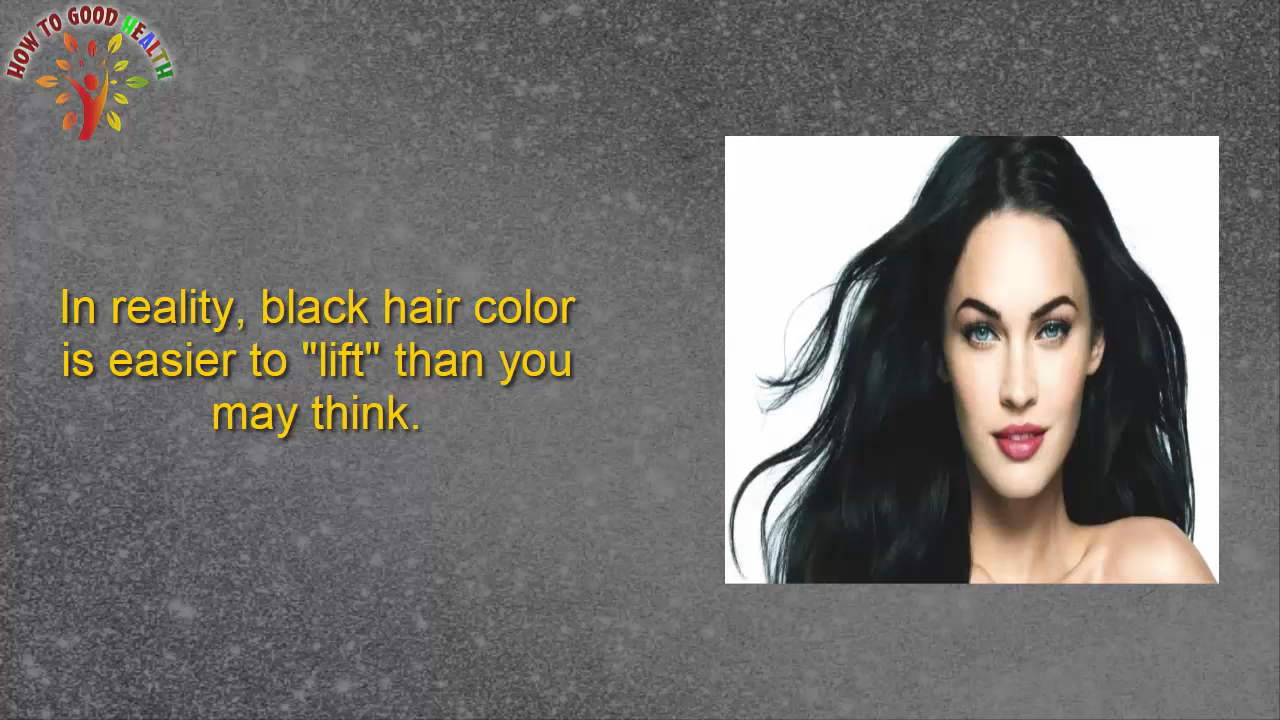 HOW TO GOOD HEALTH
In reality, black hair color
is easier to "lift" than you
may think.